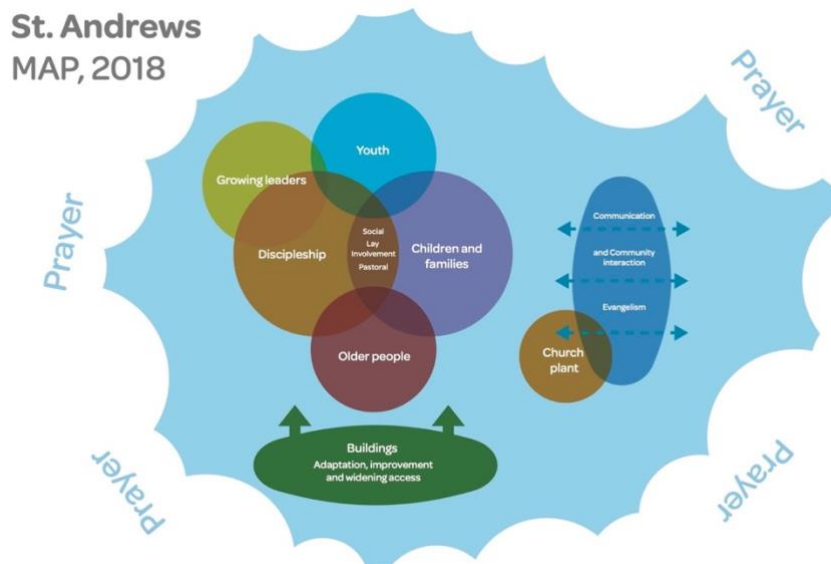 St. Andrews
MAP, 2018
Prayer
Prayer
Youth
Growing leaders
Communication
Social
Lay
Involvement
Pastoral
Discipleship
Children and
families
and Community
interaction
Evangelism
Older people
Church
plant
Buildings
Adaptation, improvement
and widening access
Prayer
Prayer